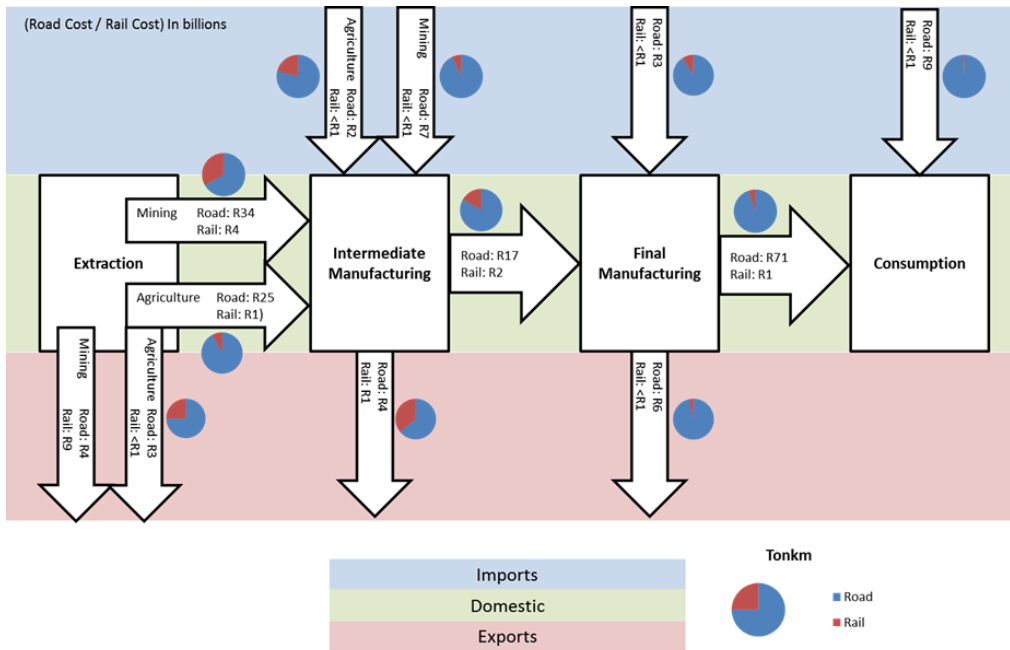 (Road Cost / Rail Cost) In billions
Agriculture Road: R2
Rail: <R1
Mining Road: R7
Rail: <R1
Road: R3
Rail: <R1
Road: R9
Rail: <R1
Extraction
Mining Road: R34
Rail: R4
Agriculture Road: R25
Rail: R1)
Intermediate
Manufacturing
Road: R17
Rail: R2
Final
Manufacturing
Road: R71
Rail: R1
Consumption
Mining Road: R4
Rail: R9
Agriculture Road: R3
Rail: <R1
Road: R4
Rail: R1
Road: R6
Rail: <R1
Imports
Domestic
Exports
Tonkm
Road
Rail